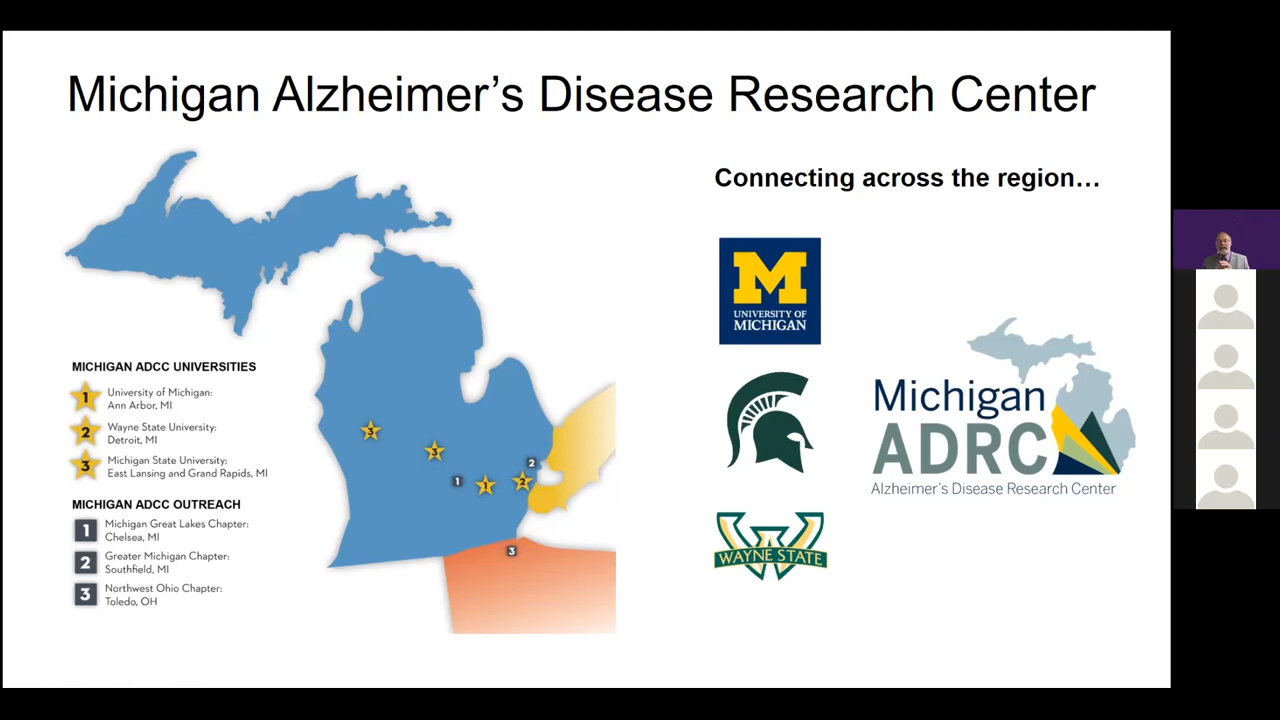 Michigan Alzheimer’s Disease Research Center
MICHIGAN ADCC UNIVERSITIES
1
University of Michigan:
Ann Arbor, MI
2
Wayne State University:
Detroit, MI
3
Michigan State University:
East Lansing and Grand Rapids, MI
MICHIGAN ADCC OUTREACH
1
Michigan Great Lakes Chapter:
Chelsea, MI
2
Greater Michigan Chapter:
Southfield, MI
3
Northwest Ohio Chapter:
Toledo, OH
3
3
2
1
1
2
3
Connecting across the region…
M
UNIVERSITY OF
MICHIGAN
W
WAYNE STATE
Michigan
ADRC
Alzheimer’s Disease Research Center